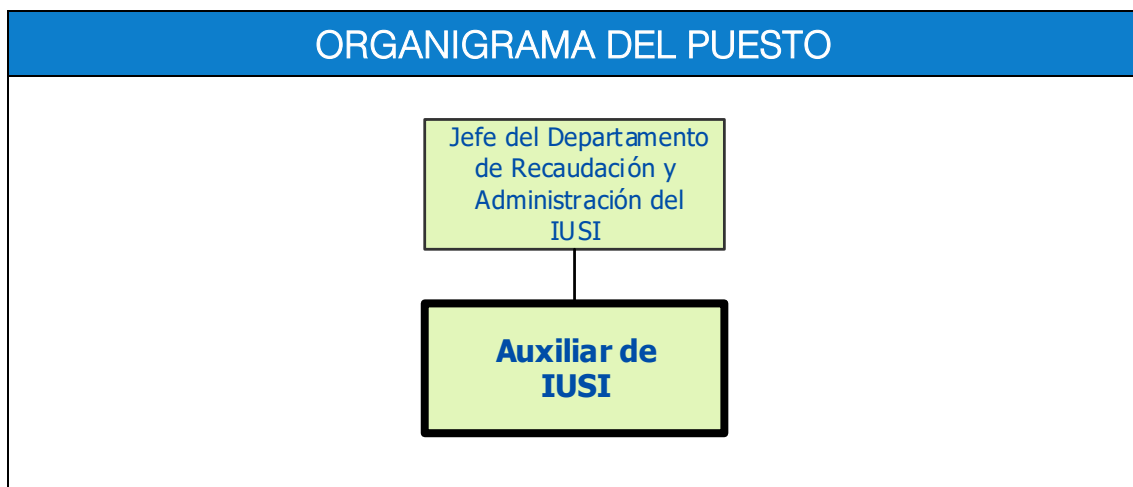 ORGANIGRAMA DEL PUESTO
Jefe del Departamento
de Recaudación y
Administración del
IUSI
Auxiliar de
IUSI